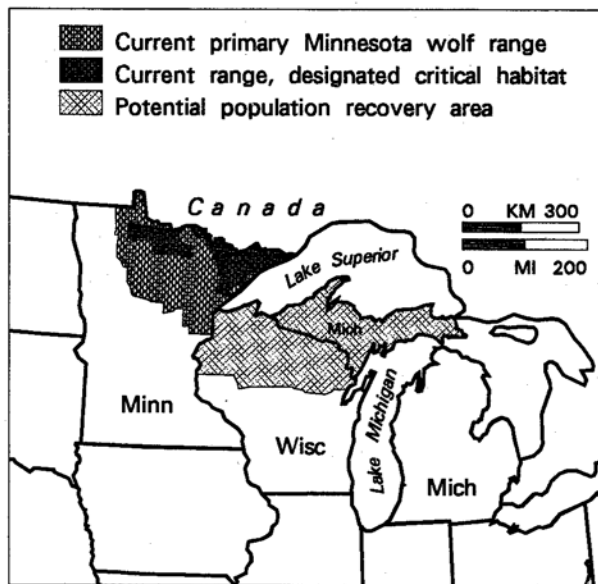 Current primary Minnesota wolf range
Current range, designated critical habitat
Potential population recovery area
Canada
0 KM 300
0 MI 200
Lake Superior
Mich
Minn
Wisc
Lake Michigan
Mich